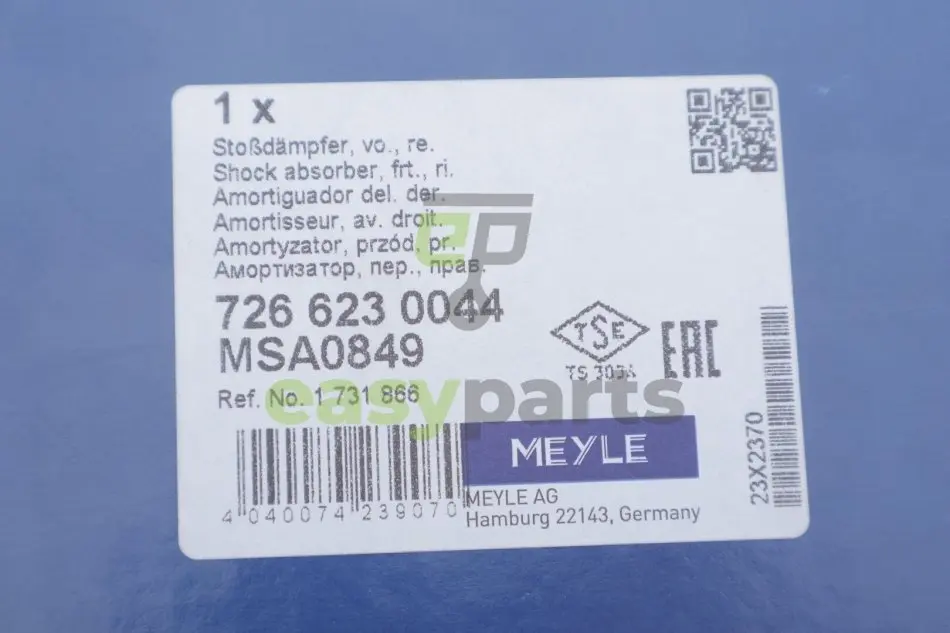 1 x
Stoßdämpfer, vo., re.
Shock absorber, frt., ri.
Amortiguador del. der.
Amortisseur, av. droit.
Amortyzator, przód, pr.
Амортизатор, пер., прав.
726 623 0044
MSA0849
Ref. No. 1 731 866
TSE
EAC
ep
easyparts
MEYLE
MEYLE AG
Hamburg 22143, Germany
4 040074 239070
23X2370